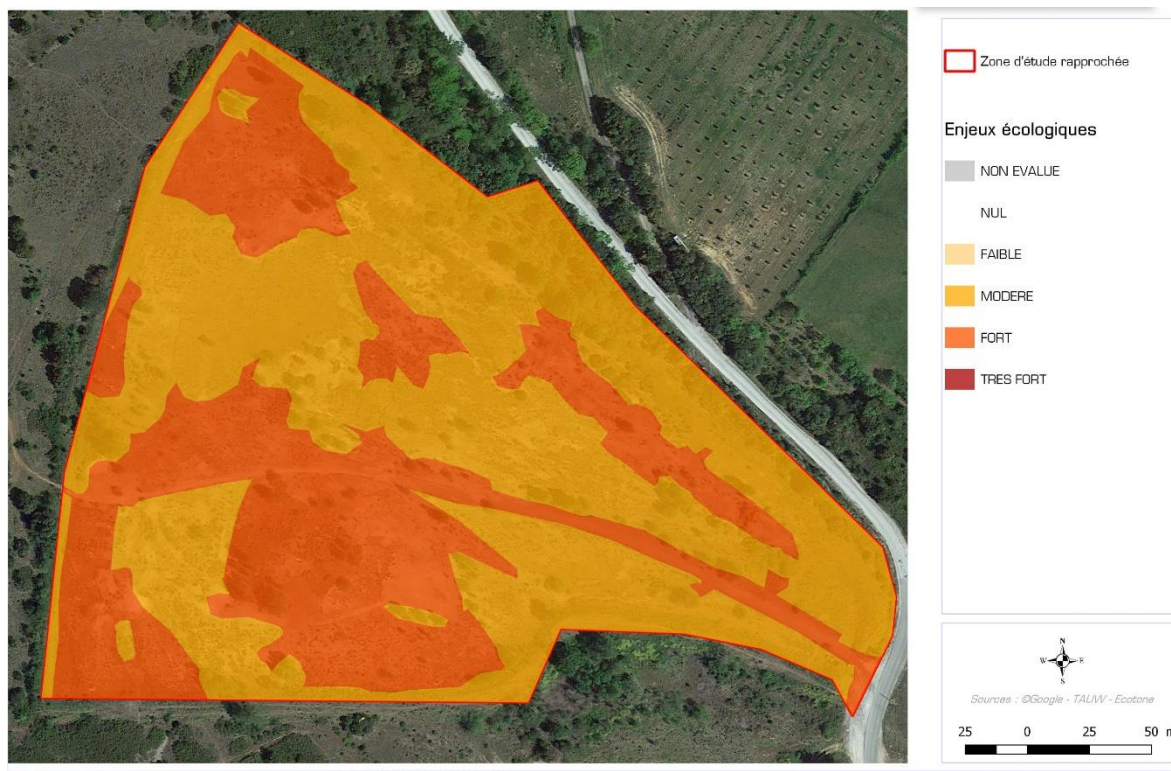 Zone d'étude rapprochée
Enjeux écologiques
NON EVALUE
NUL
FAIBLE
MODERE
FORT
TRES FORT
N
W E
S
Sources : @Google - TAUW - Ecotone
25 0 25 50 m